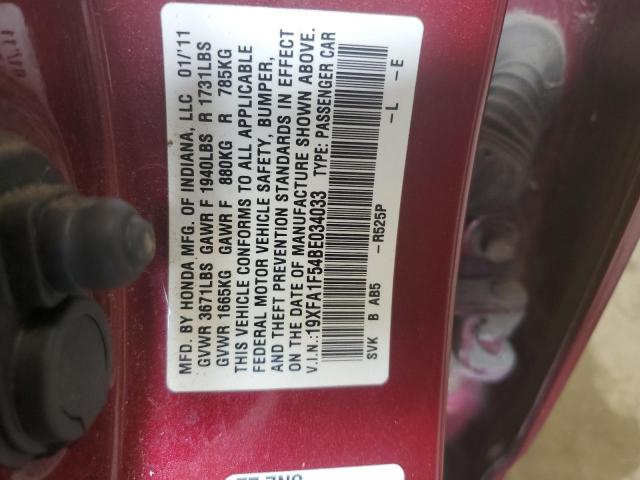 MFD. BY HONDA MFG. OF INDIANA, LLC 01/'11
GVWR 3671LBS GAWR F 1940LBS R 1731LBS
GVWR 1665KG GAWR F 880KG R 785KG
THIS VEHICLE CONFORMS TO ALL APPLICABLE
FEDERAL MOTOR VEHICLE SAFETY, BUMPER,
AND THEFT PREVENTION STANDARDS IN EFFECT
ON THE DATE OF MANUFACTURE SHOWN ABOVE.
V.I.N.:19XFA1F54BE034033 TYPE: PASSENGER CAR
SVK B AB5 -R525P -L -E